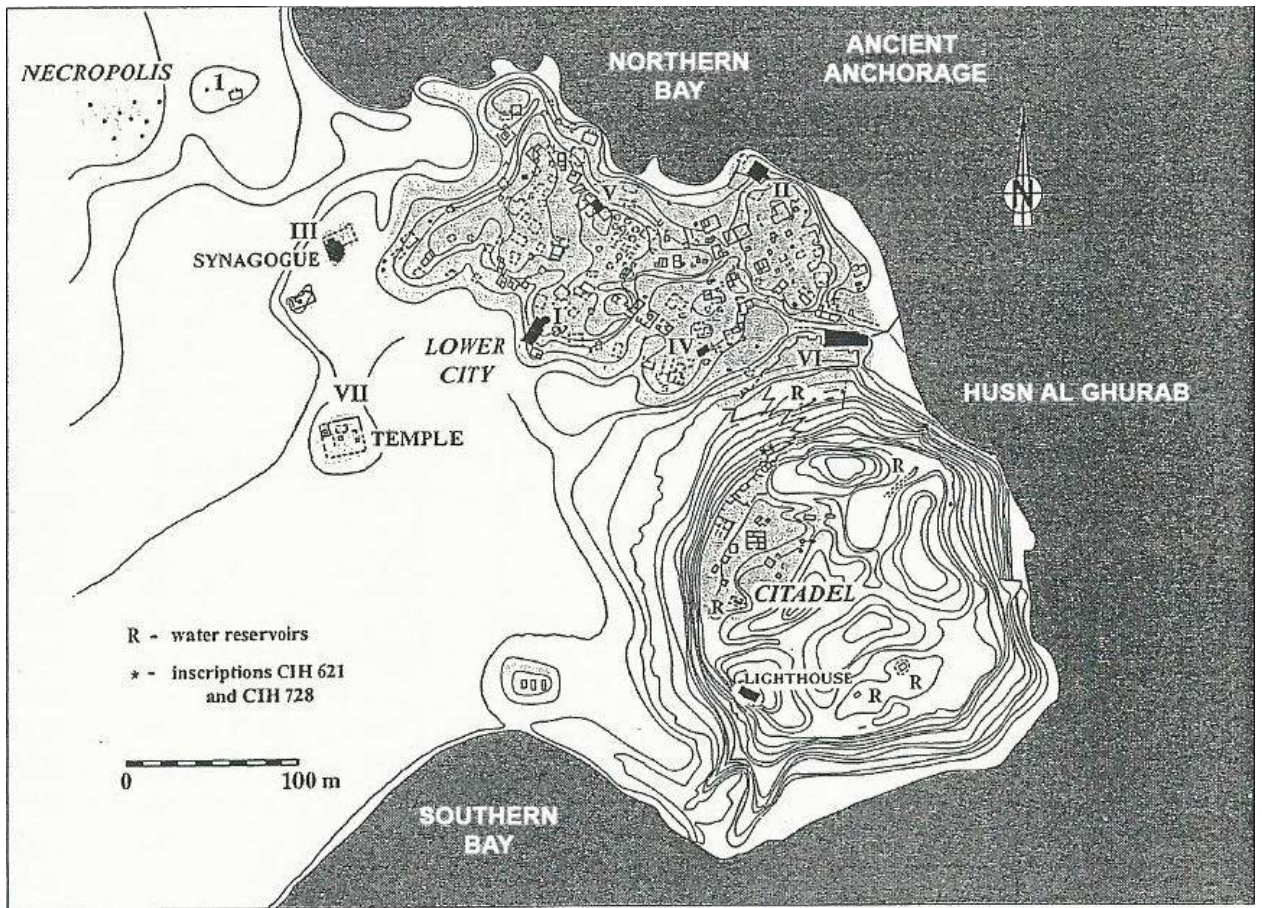 NECROPOLIS
1
NORTHERN
BAY
ANCIENT
ANCHORAGE
N
II
V
III
SYNAGOGUE
I
LOWER
CITY
IV
VI
HUSN AL GHURAB
VII
TEMPLE
R
R
CITADEL
R
LIGHTHOUSE
R
R
R - water reservoirs
* - inscriptions CIH 621
and CIH 728
0 100 m
SOUTHERN
BAY